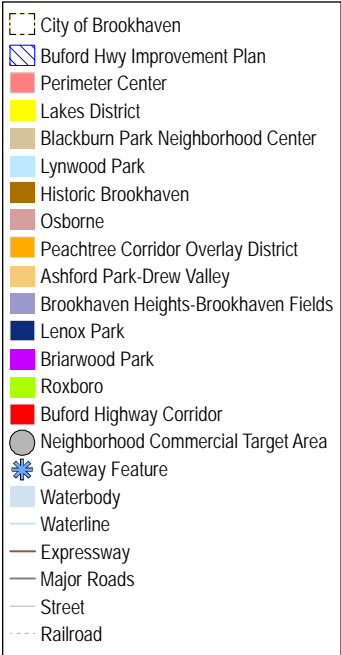 City of Brookhaven
Buford Hwy Improvement Plan
Perimeter Center
Lakes District
Blackburn Park Neighborhood Center
Lynwood Park
Historic Brookhaven
Osborne
Peachtree Corridor Overlay District
Ashford Park-Drew Valley
Brookhaven Heights-Brookhaven Fields
Lenox Park
Briarwood Park
Roxboro
Buford Highway Corridor
Neighborhood Commercial Target Area
Gateway Feature
Waterbody
Waterline
Expressway
Major Roads
Street
Railroad